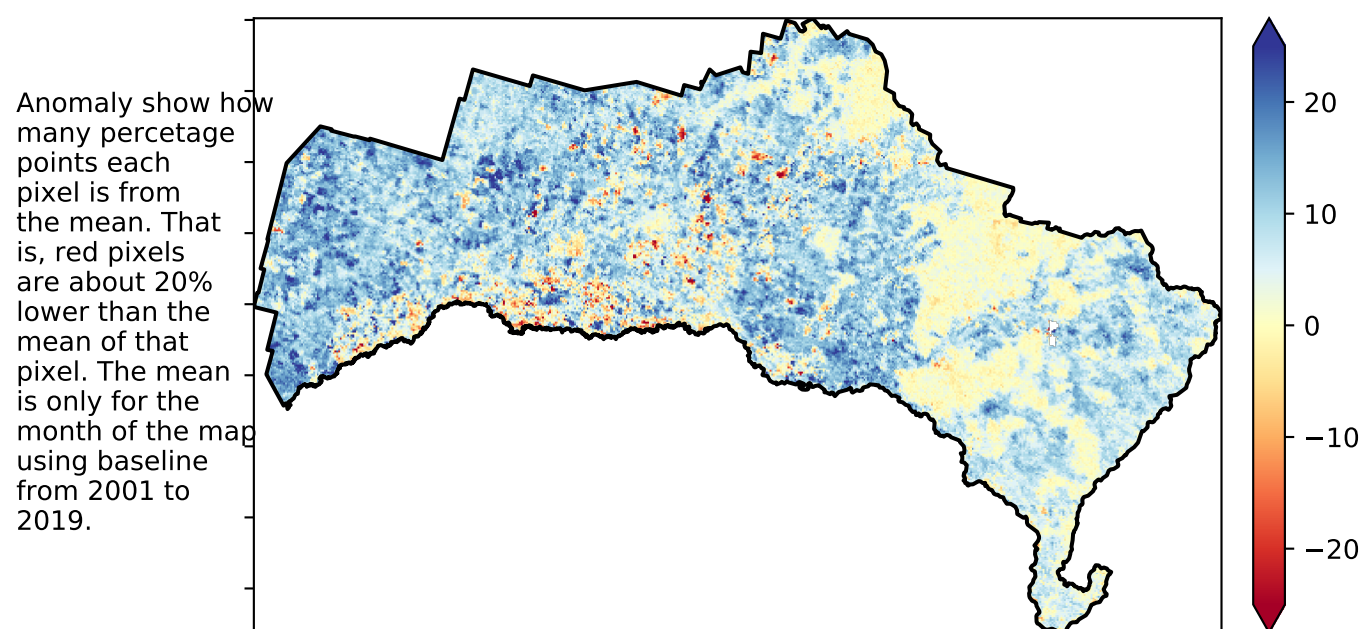 Anomaly show how
many percetage
points each
pixel is from
the mean. That
is, red pixels
are about 20%
lower than the
mean of that
pixel. The mean
is only for the
month of the map
using baseline
from 2001 to
2019.
20
10
0
−10
−20